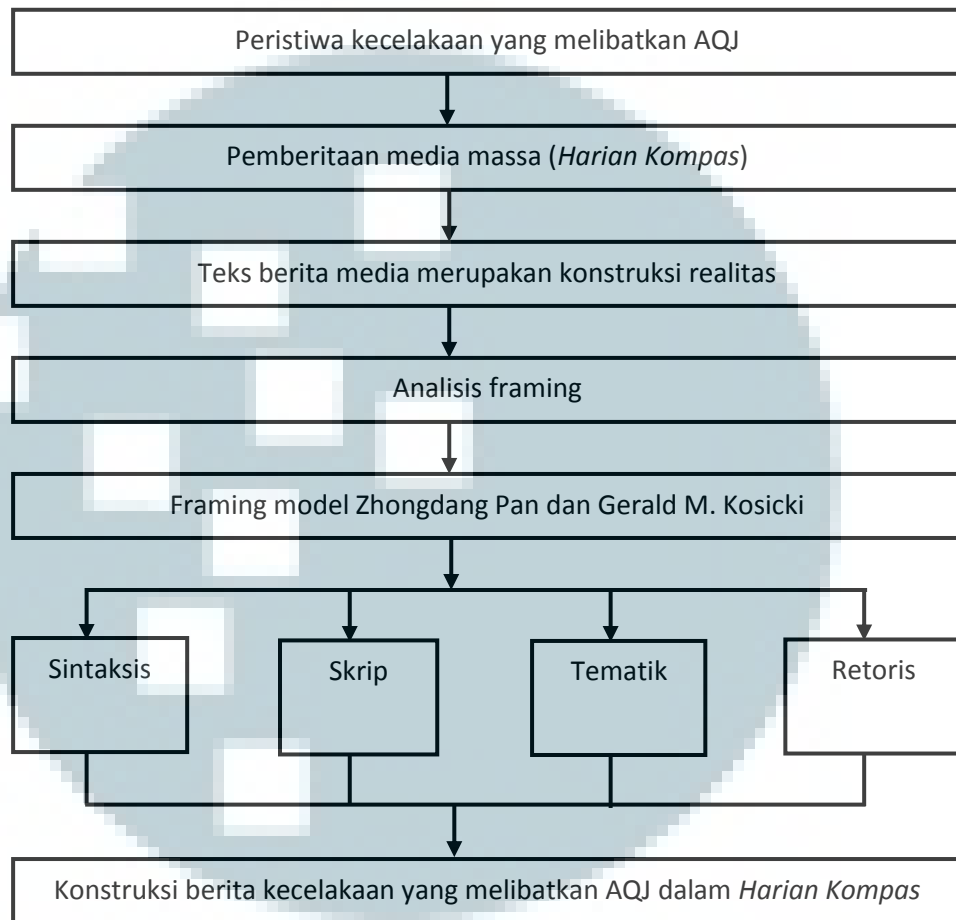 Peristiwa kecelakaan yang melibatkan AQJ
Pemberitaan media massa (Harian Kompas)
Teks berita media merupakan konstruksi realitas
Analisis framing
Framing model Zhongdang Pan dan Gerald M. Kosicki
Sintaksis
Skrip
Tematik
Retoris
Konstruksi berita kecelakaan yang melibatkan AQJ dalam Harian Kompas